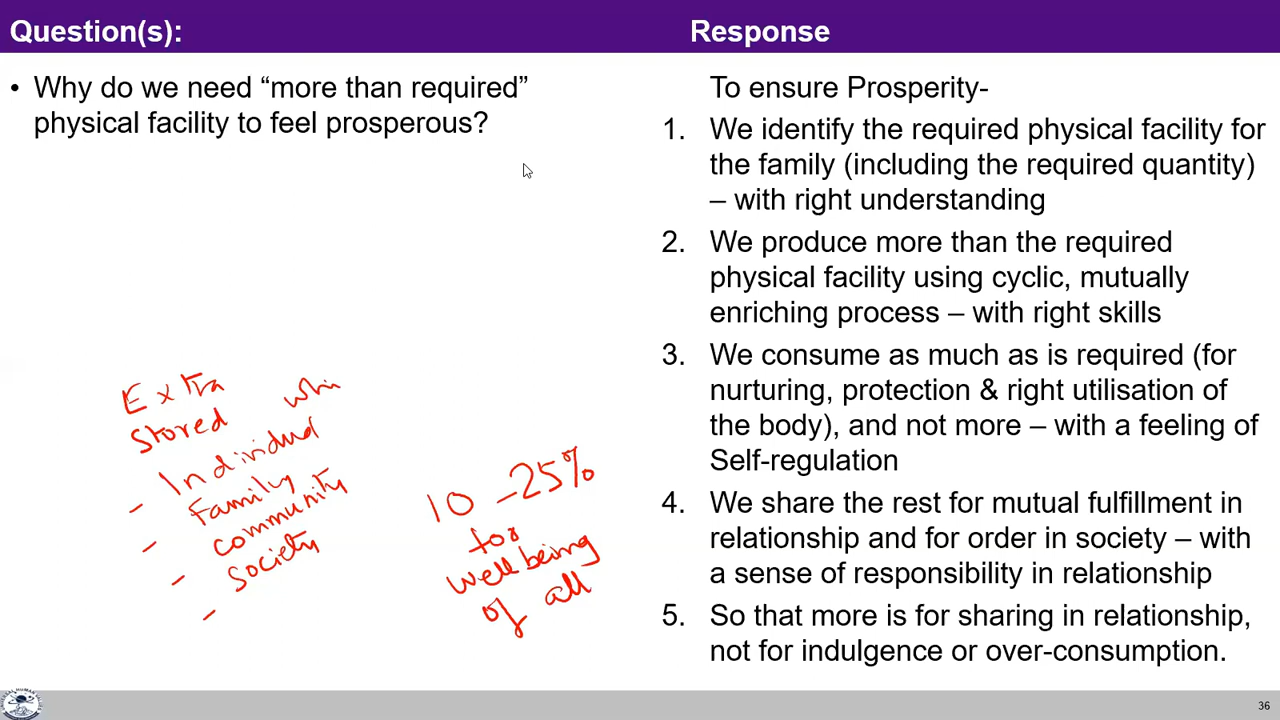 Question(s):
Response
• Why do we need “more than required”
physical facility to feel prosperous?
To ensure Prosperity-
1. We identify the required physical facility for
the family (including the required quantity)
– with right understanding
2. We produce more than the required
physical facility using cyclic, mutually
enriching process – with right skills
3. We consume as much as is required (for
nurturing, protection & right utilisation of
the body), and not more – with a feeling of
Self-regulation
4. We share the rest for mutual fulfillment in
relationship and for order in society – with
a sense of responsibility in relationship
5. So that more is for sharing in relationship,
not for indulgence or over-consumption.
Extra
Stored
- Individual
- Family
- community
- society
10 - 25%
for
well being
of all
36